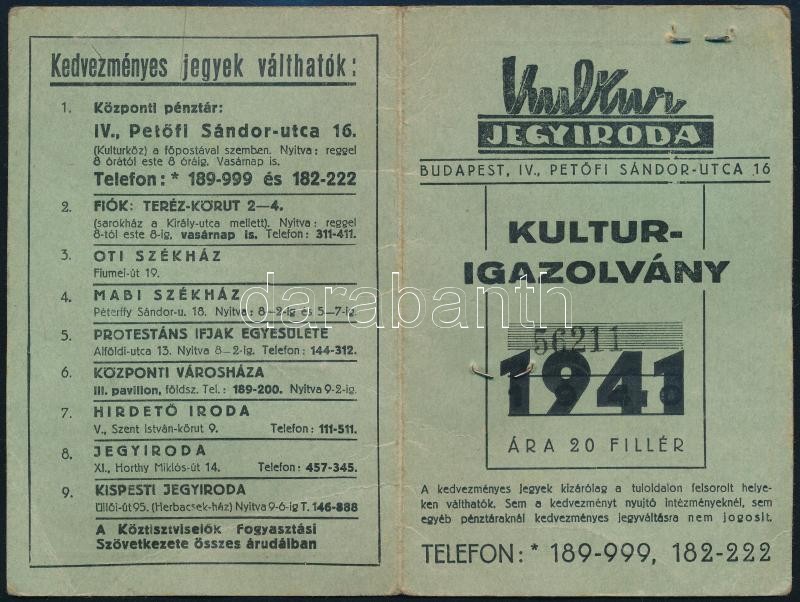 Kedvezményes jegyek válthatók:
1. Központi pénztár:
IV., Petőfi Sándor-utca 16.
(Kulturköz) a főpostával szemben. Nyitva: reggel
8 órától este 8 óráig. Vasárnap is.
Telefon: * 189-999 és 182-222
2. FIÓK: TERÉZ-KÖRUT 2–4.
(sarokház a Király-utca mellett). Nyitva: reggel
8-tól este 8-ig, vasárnap is. Telefon: 311-411.
3. OTI SZÉKHÁZ
Fiumei-út 19.
4. MABI SZÉKHÁZ
Péterffy Sándor-u. 18. Nyitva: 8–2-ig és 5–7-ig.
5. PROTESTÁNS IFJAK EGYESÜLETE
Alföldi-utca 13. Nyitva 8–2-ig. Telefon: 144-312.
6. KÖZPONTI VÁROSHÁZA
III. pavilion, földsz. Tel.: 189-200. Nyitva 9-2-ig.
7. HIRDETŐ IRODA
V., Szent István-körut 9. Telefon: 111-511.
8. JEGYIRODA
XI., Horthy Miklós-út 14. Telefon: 457-345.
9. KISPESTI JEGYIRODA
Üllői-út 95. (Herbacsek-ház) Nyitva 9-6-ig T. 146-888
A Köztisztviselők Fogyasztási
Szövetkezete összes árudáiban
Kultur
JEGYIRODA
BUDAPEST, IV., PETŐFI SÁNDOR-UTCA 16
KULTUR-
IGAZOLVÁNY
56211
1941
ÁRA 20 FILLÉR
A kedvezményes jegyek kizárólag a tuloldalon felsorolt helye-
ken válthatók. Sem a kedvezményt nyujtó intézményeknél, sem
egyéb pénztáraknál kedvezményes jegyváltásra nem jogosit.
TELEFON: * 189-999, 182-222
darabanth